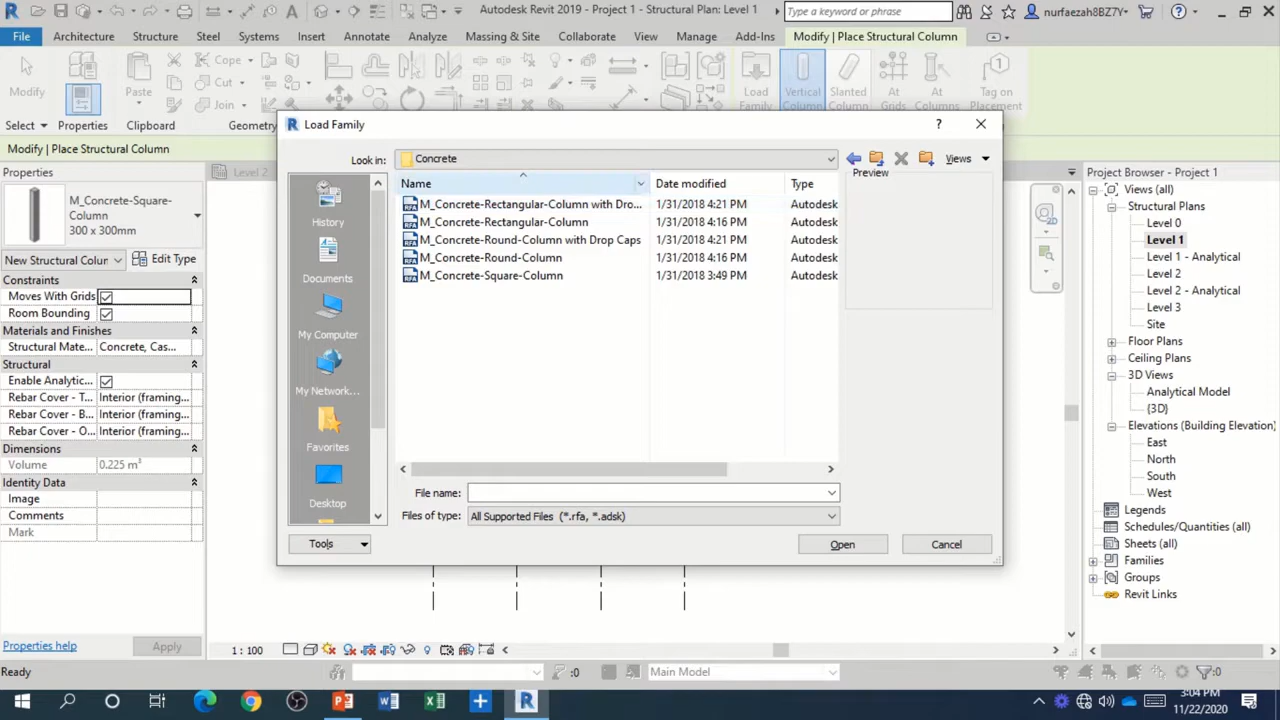 Autodesk Revit 2019 - Project 1 - Structural Plan: Level 1
Type a keyword or phrase
nurfaezah8BZ7Y
File
Architecture
Structure
Steel
Systems
Insert
Annotate
Analyze
Massing & Site
Collaborate
View
Manage
Add-Ins
Modify | Place Structural Column
Modify
Paste
Cope
Cut
Join
Load
Family
Vertical
Column
Slanted
Column
At
Grids
At
Columns
Tag on
Placement
Select
Properties
Clipboard
Geometry
Modify | Place Structural Column
Properties
M_Concrete-Square-
Column
300 x 300mm
New Structural Colur
Edit Type
Constraints
Moves With Grids
Room Bounding
Materials and Finishes
Structural Mate... Concrete, Cas...
Structural
Enable Analytic...
Rebar Cover - T... Interior (framing...
Rebar Cover - B... Interior (framing...
Rebar Cover - O... Interior (framing...
Dimensions
Volume 0.225 m³
Identity Data
Image
Comments
Mark
Properties help
Apply
Level 2
Load Family
Look in:
Concrete
Views
Preview
Name
Date modified
Type
M_Concrete-Rectangular-Column with Dro... 1/31/2018 4:21 PM Autodesk
M_Concrete-Rectangular-Column 1/31/2018 4:16 PM Autodesk
M_Concrete-Round-Column with Drop Caps 1/31/2018 4:21 PM Autodesk
M_Concrete-Round-Column 1/31/2018 4:16 PM Autodesk
M_Concrete-Square-Column 1/31/2018 3:49 PM Autodesk
History
Documents
My Computer
My Network...
Favorites
Desktop
File name:
Files of type: All Supported Files (*.rfa, *.adsk)
Tools
Open
Cancel
Project Browser - Project 1
Views (all)
Structural Plans
Level 0
Level 1
Level 1 - Analytical
Level 2
Level 2 - Analytical
Level 3
Site
Floor Plans
Ceiling Plans
3D Views
Analytical Model
{3D}
Elevations (Building Elevation)
East
North
South
West
Legends
Schedules/Quantities (all)
Sheets (all)
Families
Groups
Revit Links
1 : 100
Ready
:0
Main Model
:0
3:04 PM
11/22/2020